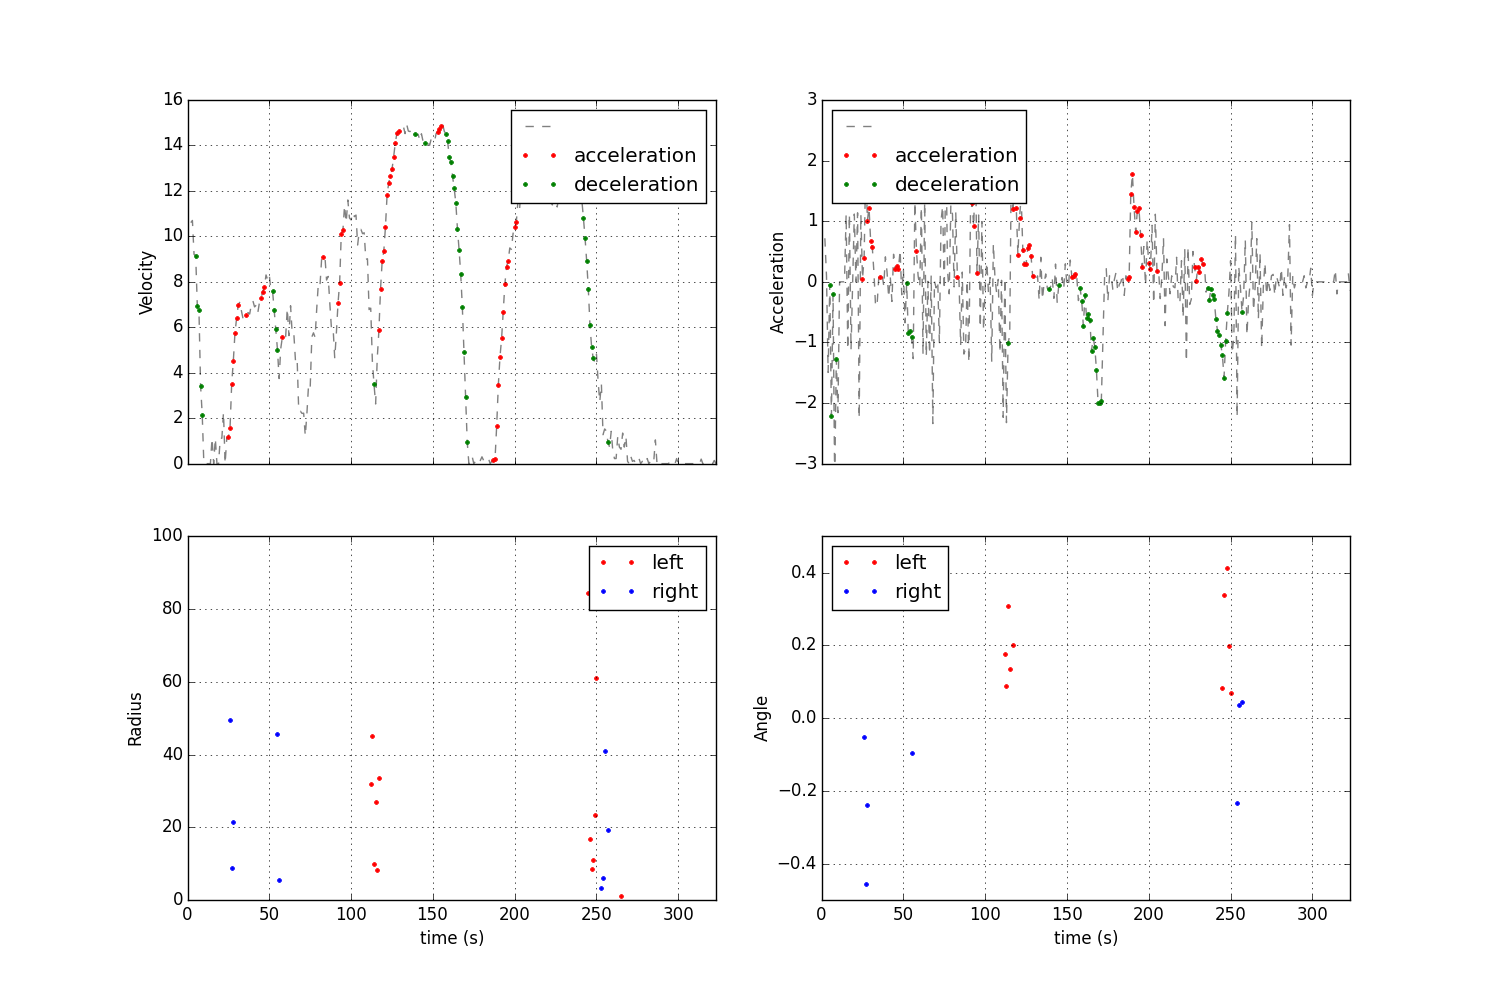 16
14
12
10
8
6
4
2
0
Velocity
acceleration
deceleration
3
2
1
0
−1
−2
−3
Acceleration
acceleration
deceleration
100
80
60
40
20
0
Radius
left
right
0 50 100 150 200 250 300
time (s)
0.4
0.2
0.0
−0.2
−0.4
Angle
left
right
0 50 100 150 200 250 300
time (s)